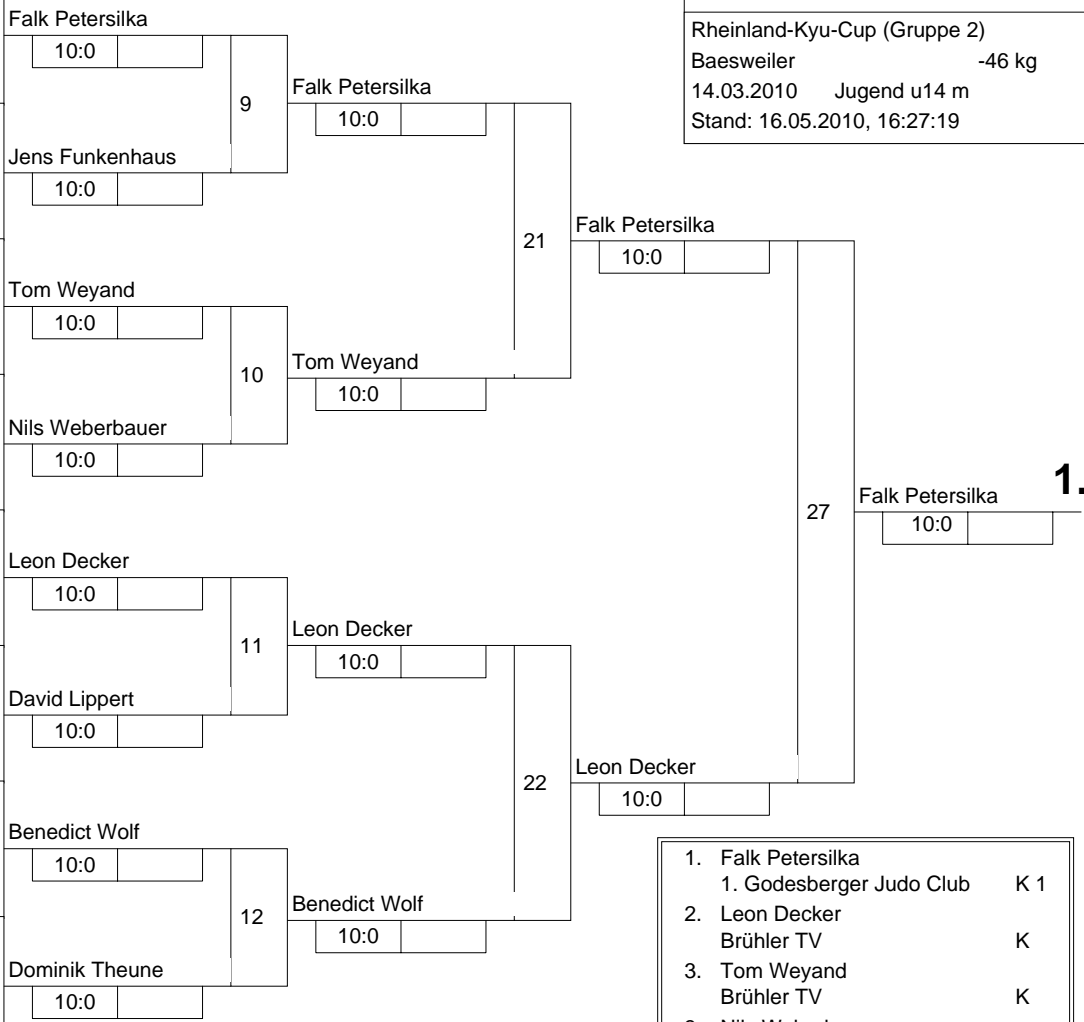 Falk Petersilka
10:0
9
Jens Funkenhaus
10:0
Tom Weyand
10:0
10
Nils Weberbauer
10:0
Leon Decker
10:0
11
David Lippert
10:0
Benedict Wolf
10:0
12
Dominik Theune
10:0
Falk Petersilka
10:0
21
Tom Weyand
10:0
Leon Decker
10:0
22
Benedict Wolf
10:0
Falk Petersilka
10:0
27
Leon Decker
10:0
Falk Petersilka 1.
10:0
Rheinland-Kyu-Cup (Gruppe 2)
Baesweiler -46 kg
14.03.2010 Jugend u14 m
Stand: 16.05.2010, 16:27:19
1. Falk Petersilka
1. Godesberger Judo Club K 1
2. Leon Decker
Brühler TV K
3. Tom Weyand
Brühler TV K